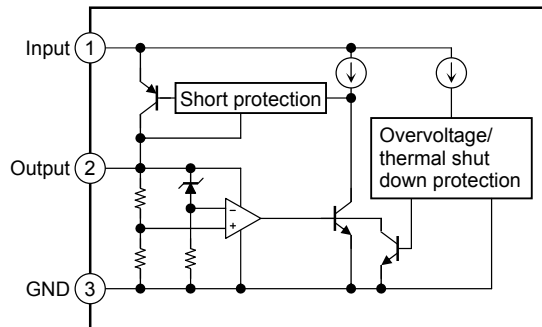 Input 1
Short protection
Overvoltage/
thermal shut
down protection
Output 2
−
+
GND 3